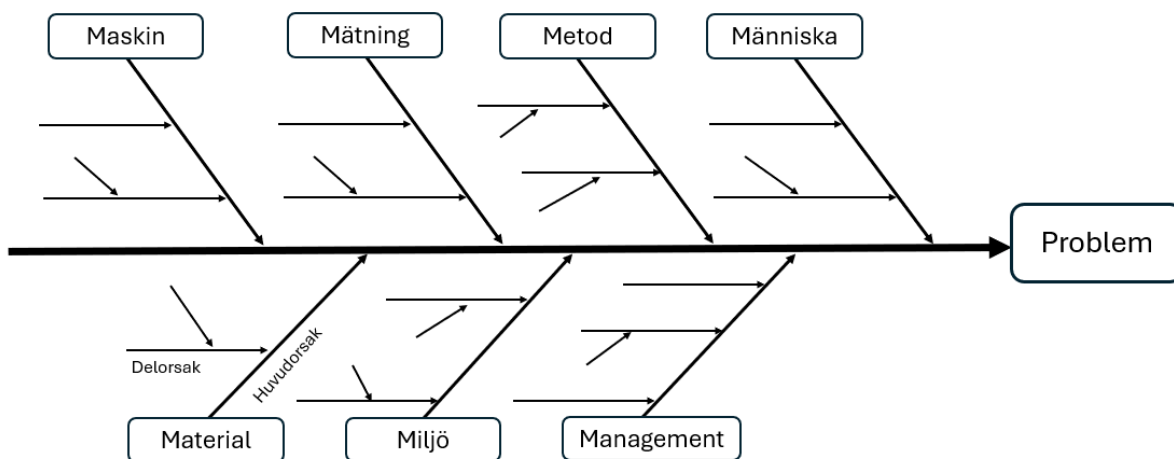 Maskin
Mätning
Metod
Människa
Problem
Delorsak
Huvudorsak
Material
Miljö
Management